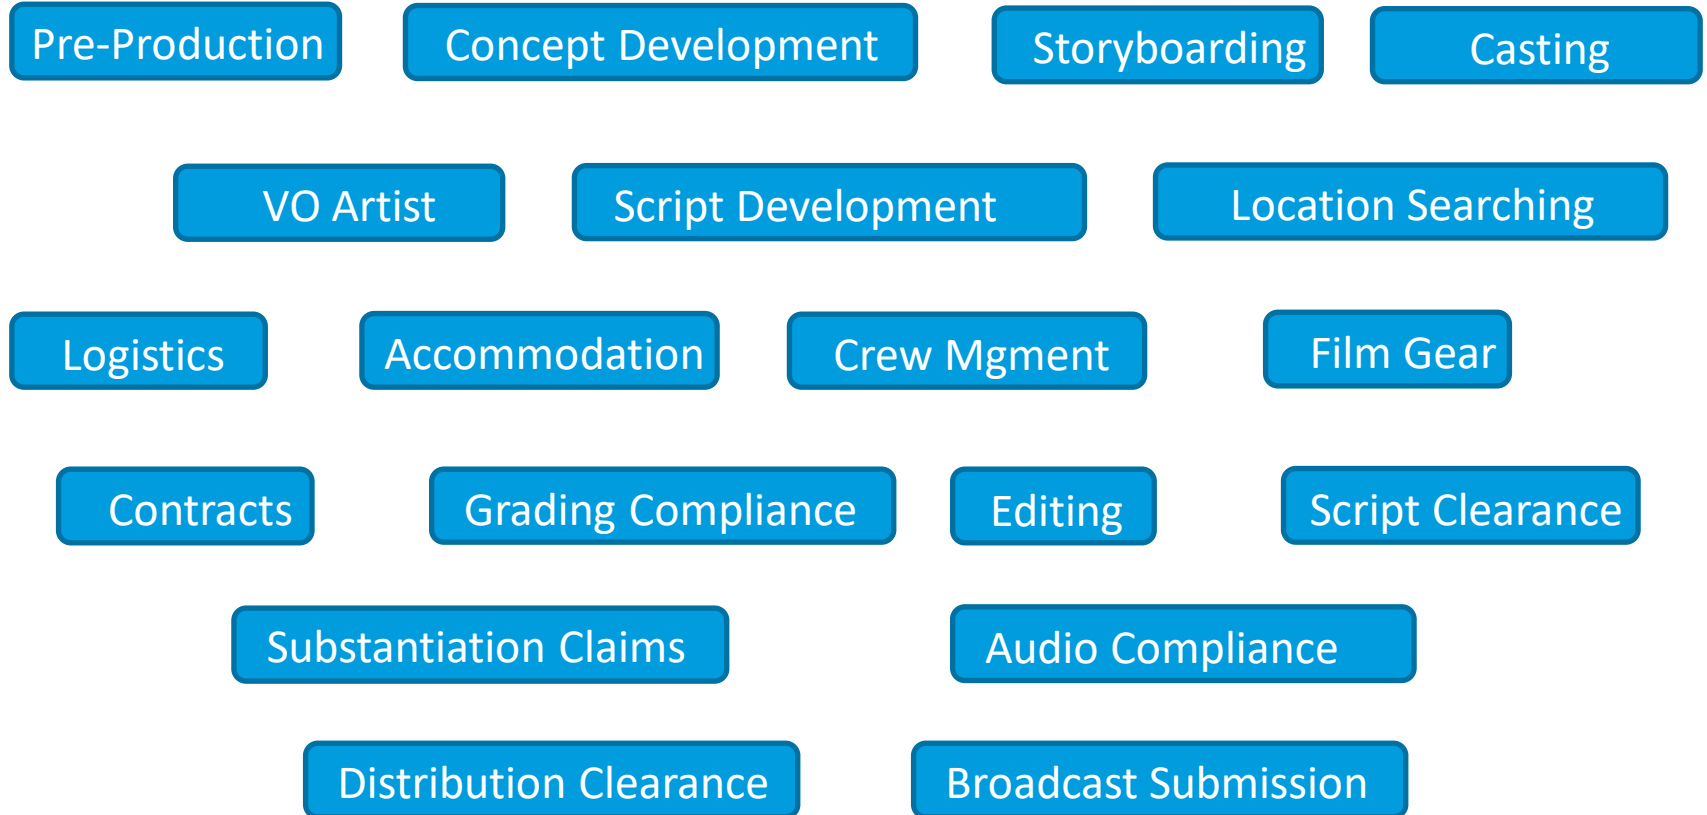 Pre-Production
Concept Development
Storyboarding
Casting
VO Artist
Script Development
Location Searching
Logistics
Accommodation
Crew Mgment
Film Gear
Contracts
Grading Compliance
Editing
Script Clearance
Substantiation Claims
Audio Compliance
Distribution Clearance
Broadcast Submission